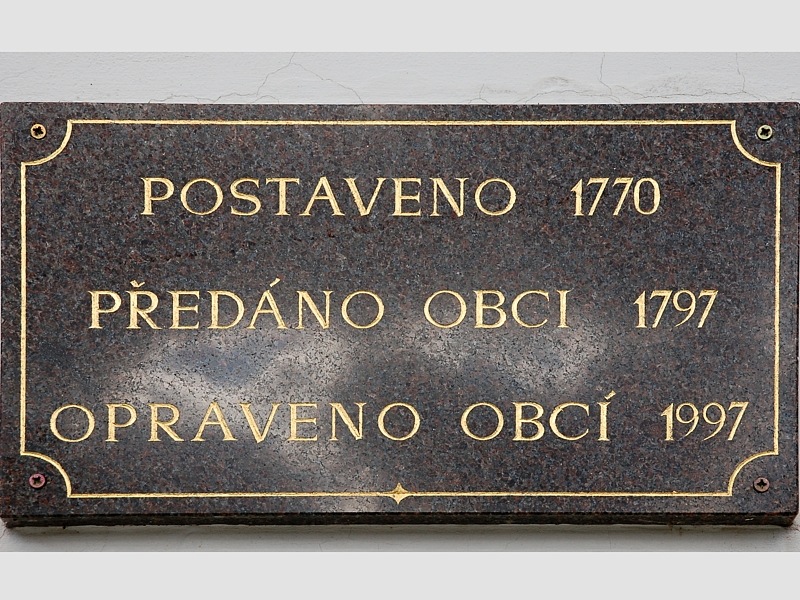 POSTAVENO 1770
PŘEDÁNO OBCI 1797
OPRAVENO OBCÍ 1997